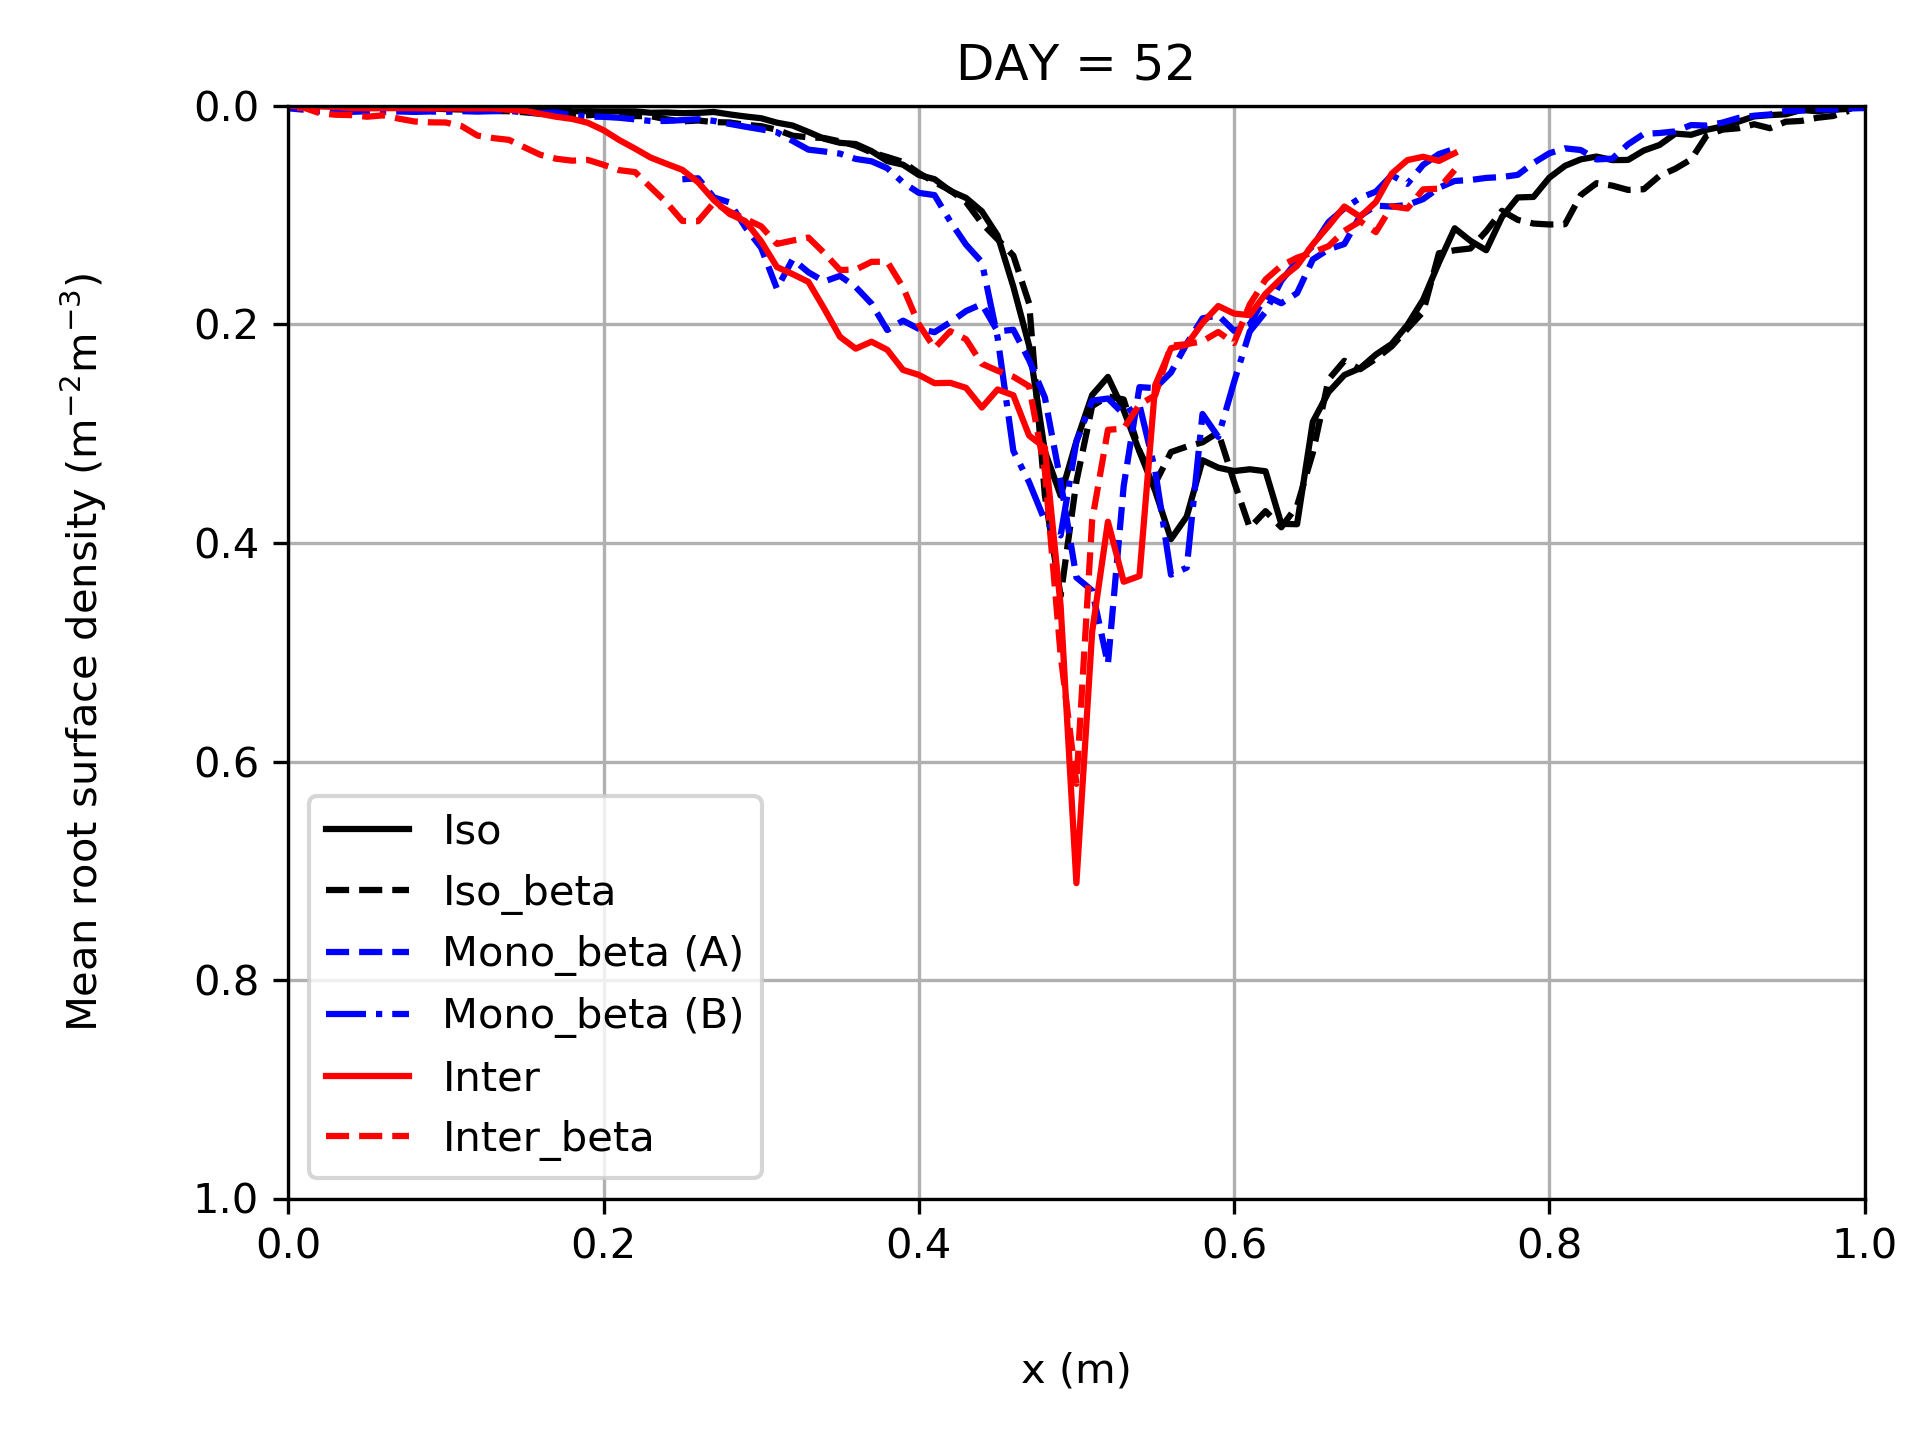 DAY = 52
Mean root surface density (m⁻²m⁻³)
0.0
0.2
0.4
0.6
0.8
1.0
Iso
Iso_beta
Mono_beta (A)
Mono_beta (B)
Inter
Inter_beta
0.0 0.2 0.4 0.6 0.8 1.0
x (m)